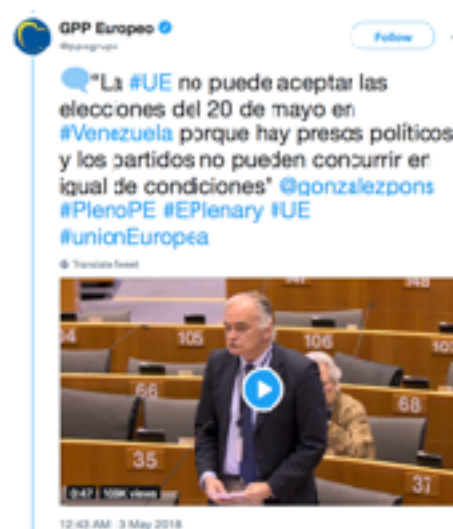 GPP Europeo
@ppegrupo
Follow
"La #UE no puede aceptar las
elecciones del 20 de mayo en
#Venezuela porque hay presos políticos
y los partidos no pueden concurrir en
igual de condiciones" @gonzalezpons
#PlenoPE #EPlenary #UE
#unionEuropea
Translate Tweet
105
106
66
68
35
37
0:47 109K views
12:43 AM · 3 May 2018